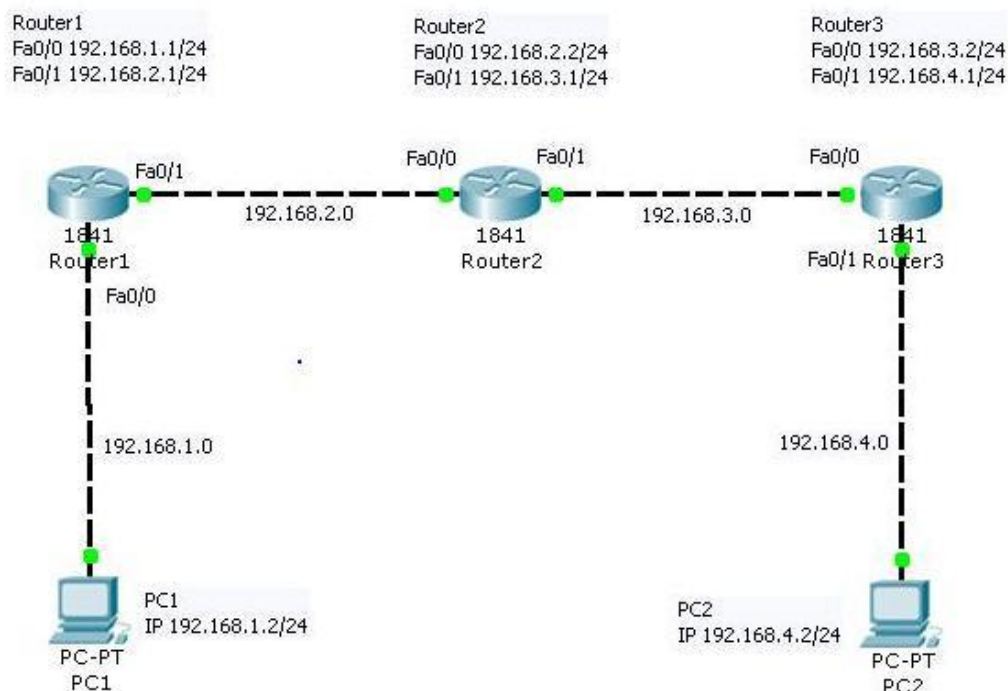 Router1
Fa0/0 192.168.1.1/24
Fa0/1 192.168.2.1/24
Router2
Fa0/0 192.168.2.2/24
Fa0/1 192.168.3.1/24
Router3
Fa0/0 192.168.3.2/24
Fa0/1 192.168.4.1/24
Fa0/1
Fa0/0
Fa0/1
Fa0/0
192.168.2.0
192.168.3.0
1841
Router1
1841
Router2
1841
Router3
Fa0/1
Fa0/0
192.168.1.0
192.168.4.0
PC1
IP 192.168.1.2/24
PC2
IP 192.168.4.2/24
PC-PT
PC1
PC-PT
PC2